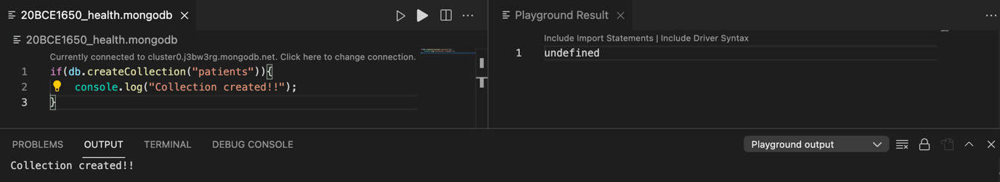 20BCE1650_health.mongodb
20BCE1650_health.mongodb
Currently connected to cluster0.j3bw3rg.mongodb.net. Click here to change connection.
1 if(db.createCollection("patients")){
2 console.log("Collection created!!");
3 }
Playground Result
Include Import Statements | Include Driver Syntax
1 undefined
PROBLEMS OUTPUT TERMINAL DEBUG CONSOLE Playground output
Collection created!!